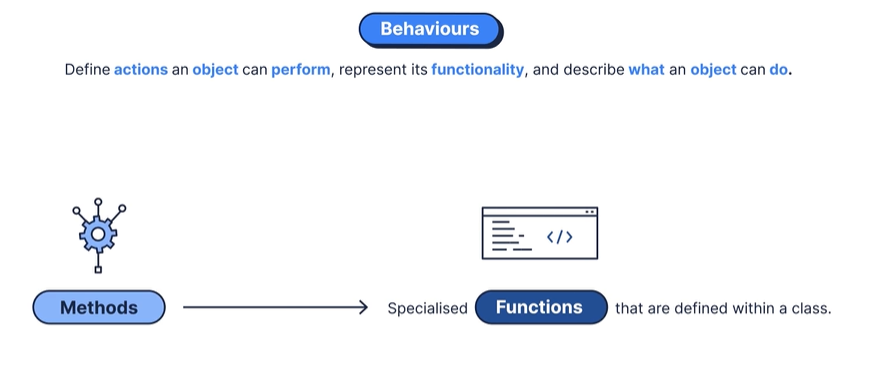 Behaviours
Define actions an object can perform, represent its functionality, and describe what an object can do.
</>
Methods
Specialised Functions that are defined within a class.